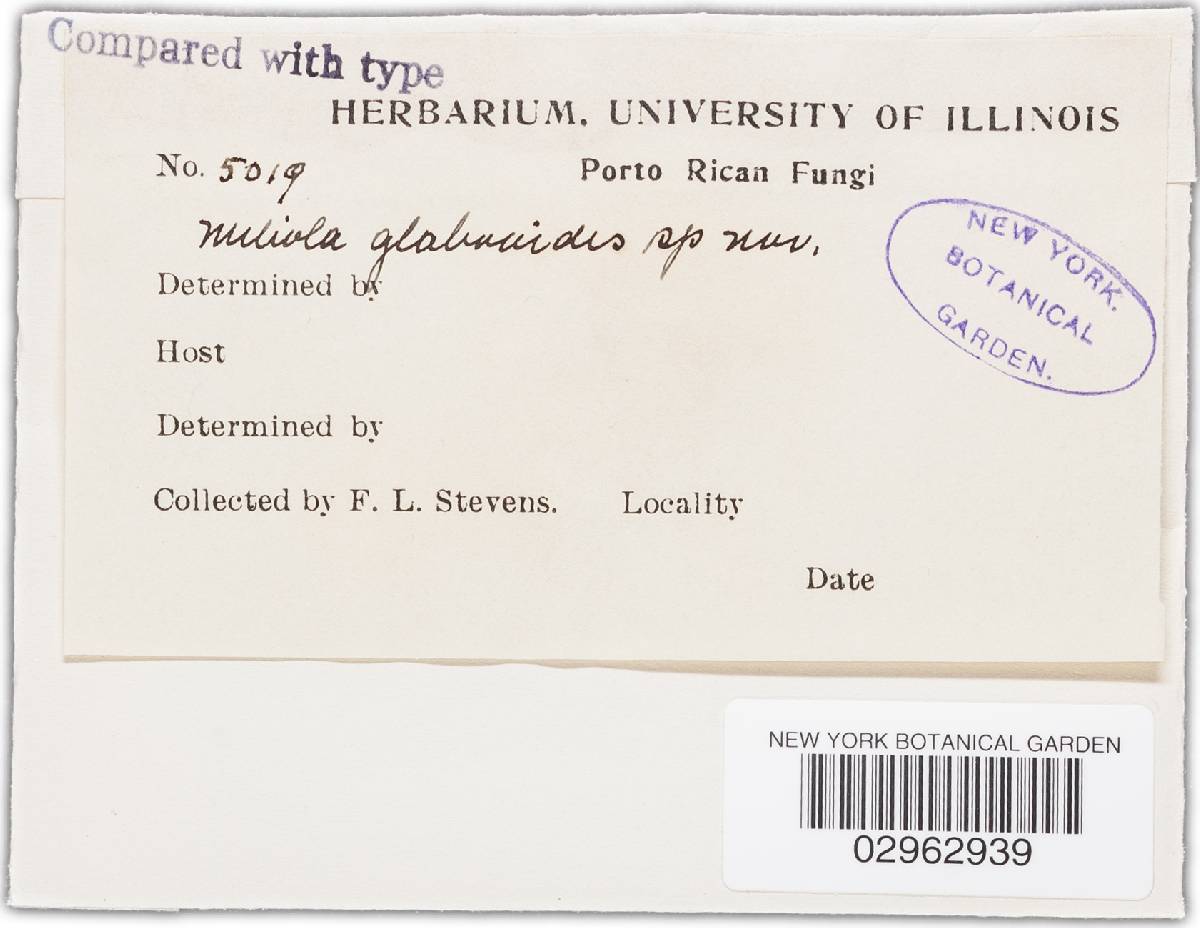 Compared with type
HERBARIUM, UNIVERSITY OF ILLINOIS
No. 5019 Porto Rican Fungi
Meliola glabroides sp nov.
Determined by
Host
Determined by
Collected by F. L. Stevens. Locality
Date
NEW YORK.
BOTANICAL
GARDEN.
NEW YORK BOTANICAL GARDEN
02962939